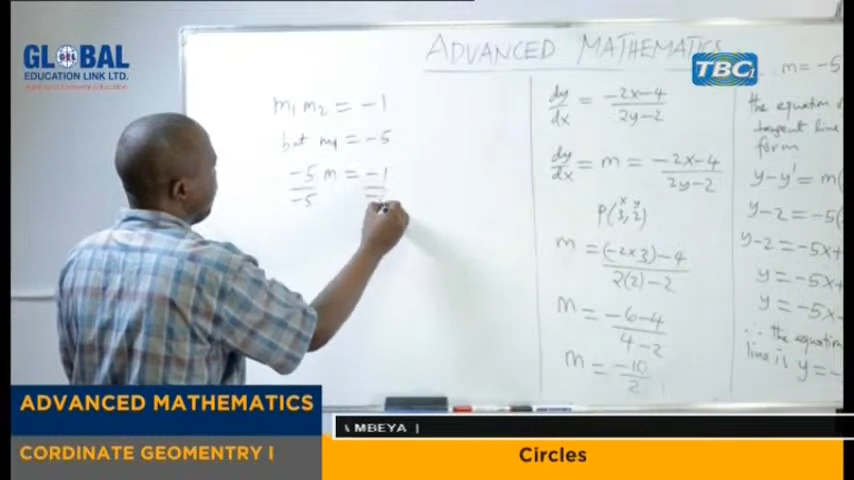 GLOBAL
EDUCATION LINK LTD.
TBC1
ADVANCED MATHEMATICS
m₁ m₂ = -1
but m₁ = -5
-5 m = -1
-5
dy/dx = -2x-4 / 2y-2
dy/dx = m = -2x-4 / 2y-2
x y
P(3,2)
m = (-2x3)-4 / 2(2)-2
m = -6-4 / 4-2
m = -10 / 2
m = -5
the equation
tangent line
form
y-y' = m(
y-2 = -5(
y-2 = -5x+
y = -5x+
y = -5x
∴ the equation
line is y = -
ADVANCED MATHEMATICS
CORDINATE GEOMENTRY I
MBEYA |
Circles